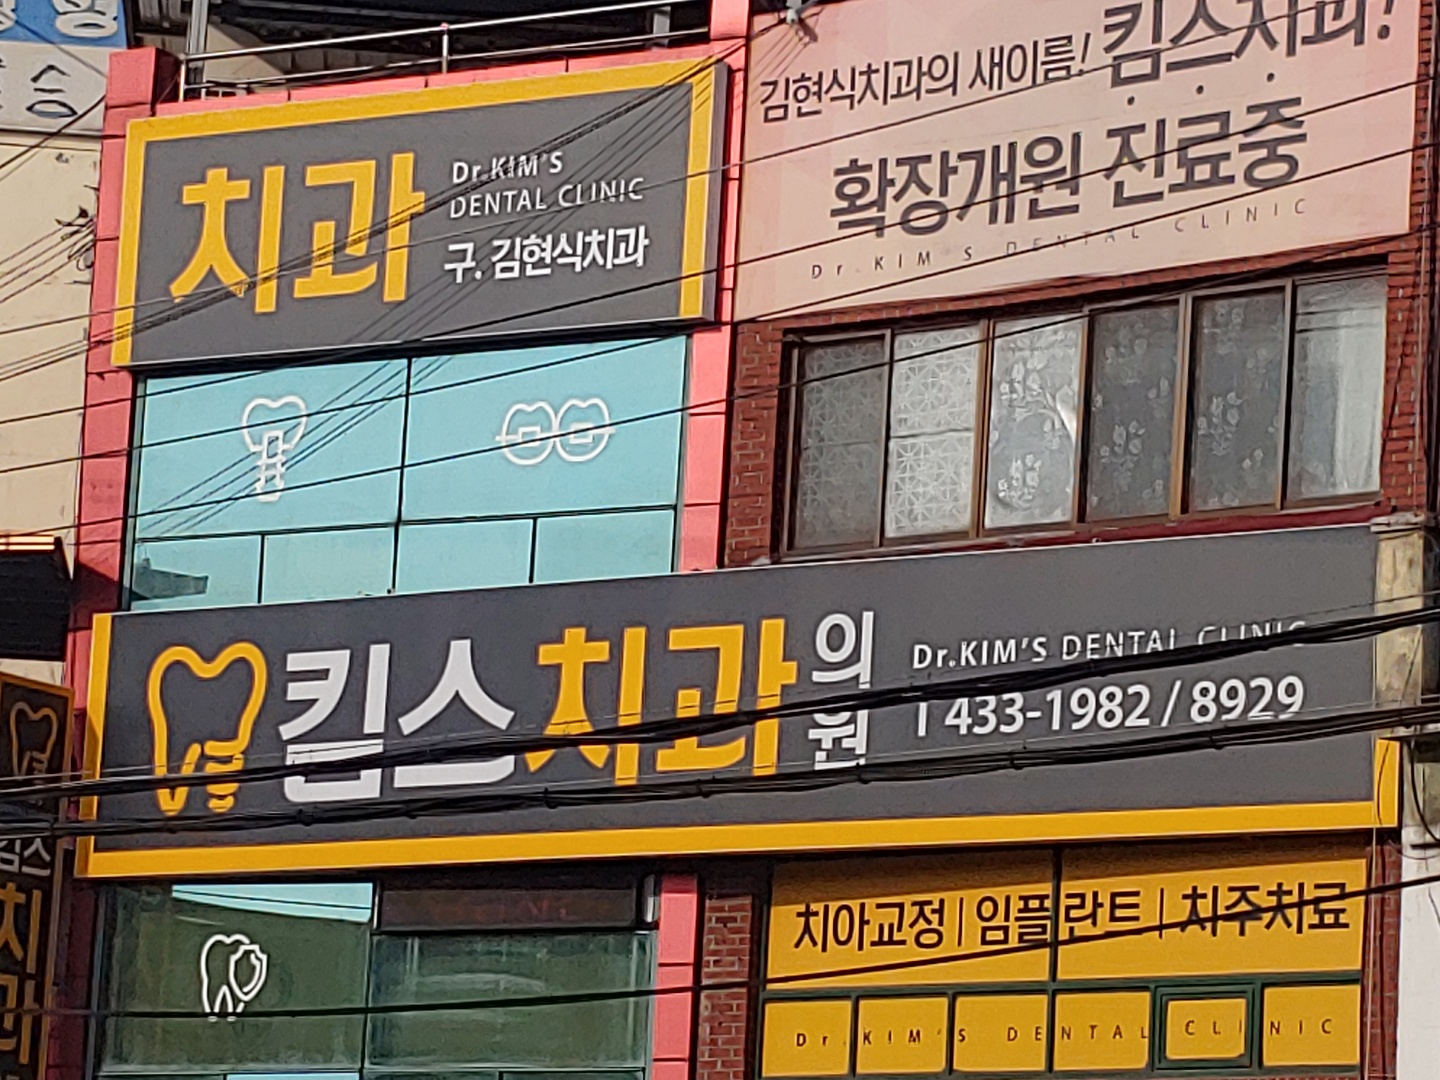 치과
Dr.KIM'S
DENTAL CLINIC
구. 김현식치과
김현식치과의 새이름! 킴스치과!
확장개원 진료중
Dr.KIM'S DENTAL CLINIC
킴스치과의원
Dr.KIM'S DENTAL CLINIC
T 433-1982 / 8929
치아교정 | 임플란트 | 치주치료
Dr.KIM'S DENTAL CLINIC
킴스
치과